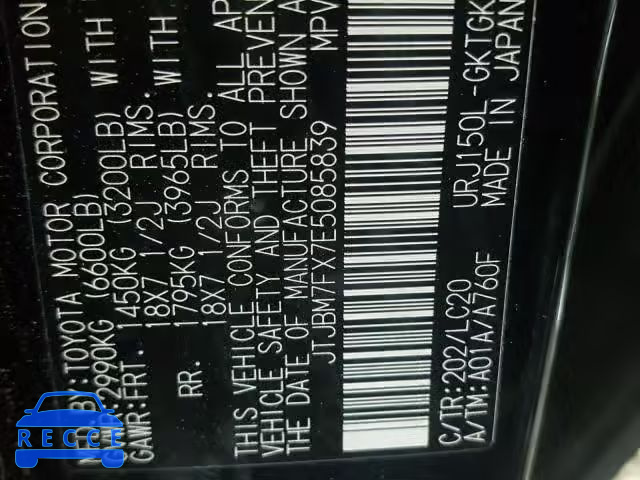 BY: TOYOTA MOTOR CORPORATION
2990KG (6600LB)
GAWR: FRT. 1450KG (3200LB) WITH
18X7 1/2J RIMS.
RR. 1795KG (3965LB) WITH
18X7 1/2J RIMS.
THIS VEHICLE CONFORMS TO ALL AP
VEHICLE SAFETY AND THEFT PREVEN
THE DATE OF MANUFACTURE SHOWN A
JTJBM7FX7E5085839 MPV
C/TR:202/LC20 URJ150L-GKTGK
A/TM:A01A/A760F MADE IN JAPAN